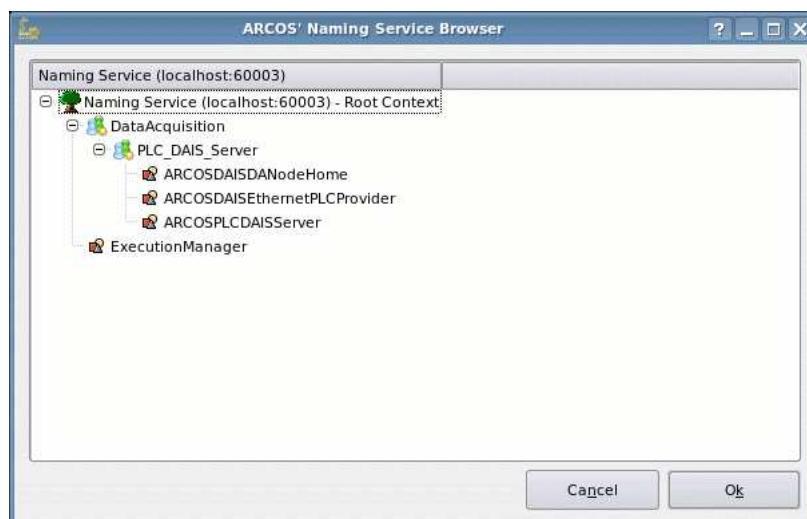 ARCOS' Naming Service Browser
Naming Service (localhost:60003)
Naming Service (localhost:60003) - Root Context
DataAcquisition
PLC_DAIS_Server
ARCOSDAISDANodeHome
ARCOSDAISEthernetPLCProvider
ARCOSPLCDAISServer
ExecutionManager
Cancel Ok